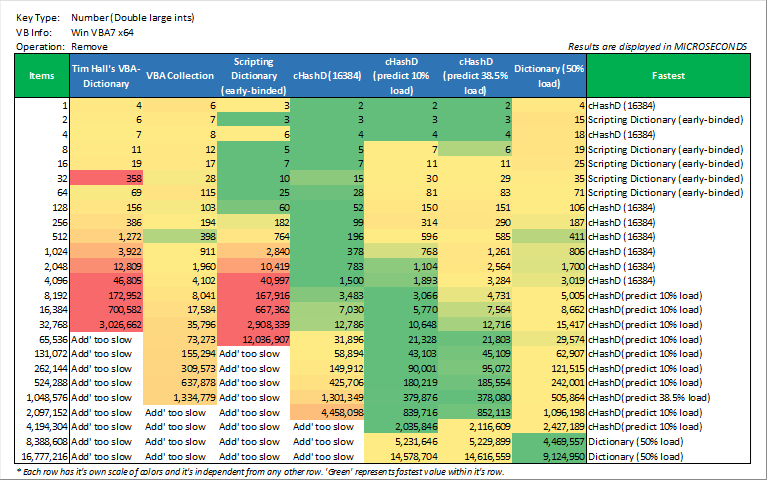 Key Type: Number (Double large ints)
VB Info: Win VBA7 x64
Operation: Remove
Results are displayed in MICROSECONDS
Items Tim Hall's VBA-Dictionary VBA Collection Scripting Dictionary (early-binded) cHashD (16384) cHashD (predict 10% load) cHashD (predict 38.5% load) Dictionary (50% load) Fastest
1 4 6 3 2 2 2 4 cHashD (16384)
2 6 7 3 3 3 3 15 Scripting Dictionary (early-binded)
4 7 8 6 4 4 4 18 cHashD (16384)
8 11 12 5 5 7 6 19 Scripting Dictionary (early-binded)
16 19 17 7 7 11 11 25 Scripting Dictionary (early-binded)
32 358 28 10 15 30 29 35 Scripting Dictionary (early-binded)
64 69 115 25 28 81 83 71 Scripting Dictionary (early-binded)
128 156 103 60 52 150 151 106 cHashD (16384)
256 386 194 182 99 314 290 187 cHashD (16384)
512 1,272 398 764 196 596 585 411 cHashD (16384)
1,024 3,922 911 2,840 378 768 1,261 806 cHashD (16384)
2,048 12,809 1,960 10,419 783 1,104 2,564 1,700 cHashD (16384)
4,096 46,805 4,102 40,997 1,500 1,893 3,284 3,019 cHashD (16384)
8,192 172,952 8,041 167,916 3,483 3,066 4,731 5,005 cHashD(predict 10% load)
16,384 700,582 17,584 667,362 7,030 5,770 7,564 8,662 cHashD(predict 10% load)
32,768 3,026,662 35,796 2,908,339 12,786 10,648 12,716 15,417 cHashD(predict 10% load)
65,536 Add' too slow 73,273 12,036,907 31,896 21,328 21,803 29,574 cHashD(predict 10% load)
131,072 Add' too slow 155,294 Add' too slow 58,894 43,103 45,109 62,907 cHashD(predict 10% load)
262,144 Add' too slow 309,573 Add' too slow 149,912 90,001 95,072 121,515 cHashD(predict 10% load)
524,288 Add' too slow 637,878 Add' too slow 425,706 180,219 185,554 242,001 cHashD(predict 10% load)
1,048,576 Add' too slow 1,334,779 Add' too slow 1,301,349 379,876 378,080 505,864 cHashD(predict 38.5% load)
2,097,152 Add' too slow Add' too slow Add' too slow 4,458,098 839,716 852,113 1,096,198 cHashD(predict 10% load)
4,194,304 Add' too slow Add' too slow Add' too slow Add' too slow 2,035,846 2,116,609 2,427,189 cHashD(predict 10% load)
8,388,608 Add' too slow Add' too slow Add' too slow Add' too slow 5,231,646 5,229,899 4,469,557 Dictionary (50% load)
16,777,216 Add' too slow Add' too slow Add' too slow Add' too slow 14,578,704 14,616,559 9,124,950 Dictionary (50% load)
* Each row has it's own scale of colors and it's independent from any other row. 'Green' represents fastest value within it's row.